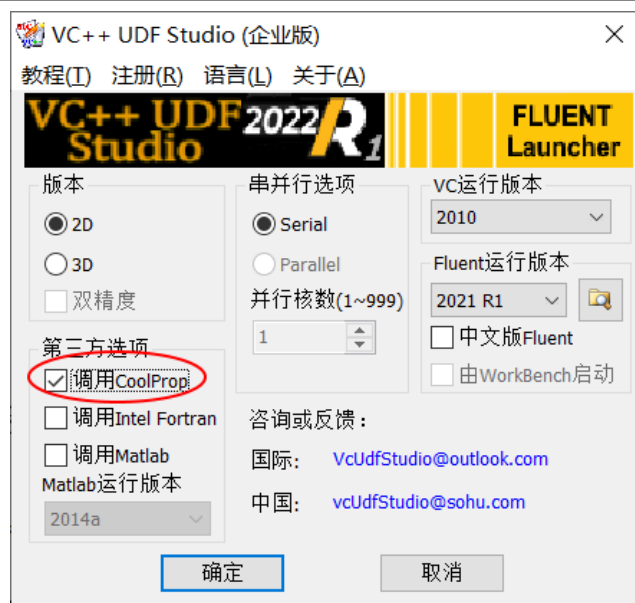 VC++ UDF Studio (企业版)
教程(T) 注册(R) 语言(L) 关于(A)
VC++ UDF Studio 2022 R1
FLUENT Launcher
版本
2D
3D
双精度
串并行选项
Serial
Parallel
并行核数(1~999)
1
VC运行版本
2010
Fluent运行版本
2021 R1
中文版Fluent
由WorkBench启动
第三方选项
调用CoolProp
调用Intel Fortran
调用Matlab
Matlab运行版本
2014a
咨询或反馈：
国际： VcUdfStudio@outlook.com
中国： vcUdfStudio@sohu.com
确定
取消